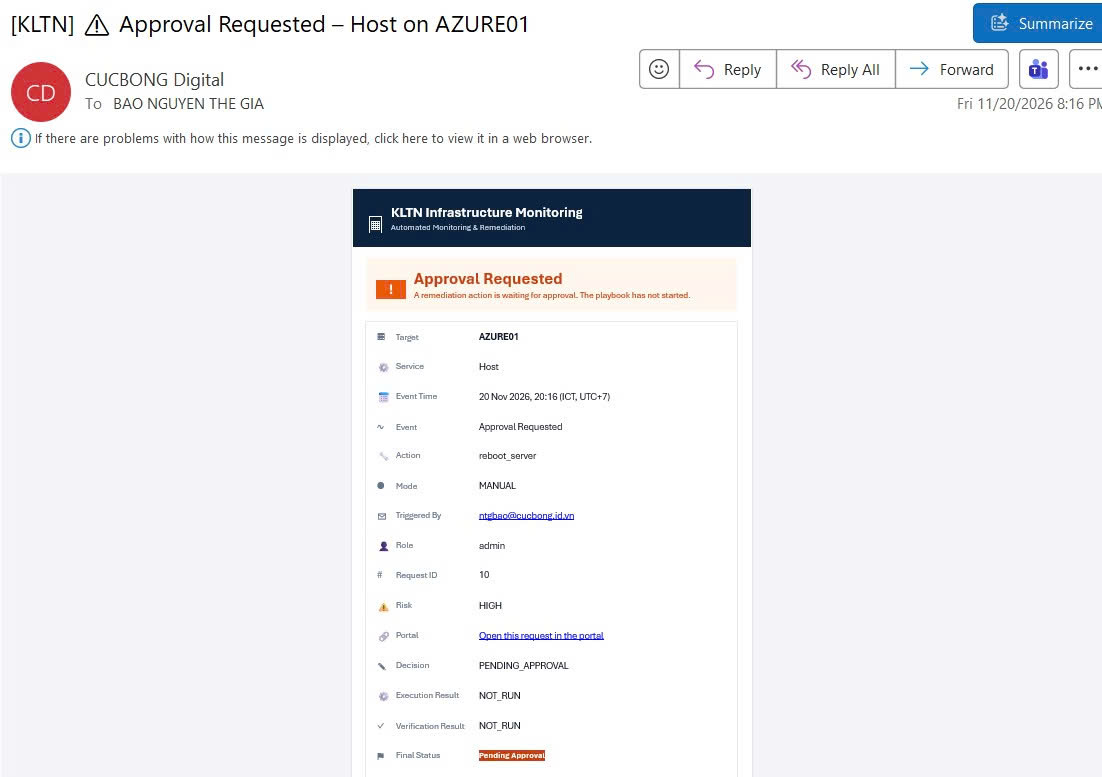 [KLTN] ⚠ Approval Requested – Host on AZURE01
Summarize
CD
CUCBONG Digital
To BAO NGUYEN THE GIA
Reply
Reply All
Forward
Fri 11/20/2026 8:16 PM
If there are problems with how this message is displayed, click here to view it in a web browser.
KLTN Infrastructure Monitoring
Automated Monitoring & Remediation
! Approval Requested
A remediation action is waiting for approval. The playbook has not started.
Target AZURE01
Service Host
Event Time 20 Nov 2026, 20:16 (ICT, UTC+7)
Event Approval Requested
Action reboot_server
Mode MANUAL
Triggered By ntgbao@cucbong.id.vn
Role admin
# Request ID 10
Risk HIGH
Portal Open this request in the portal
Decision PENDING_APPROVAL
Execution Result NOT_RUN
Verification Result NOT_RUN
Final Status Pending Approval